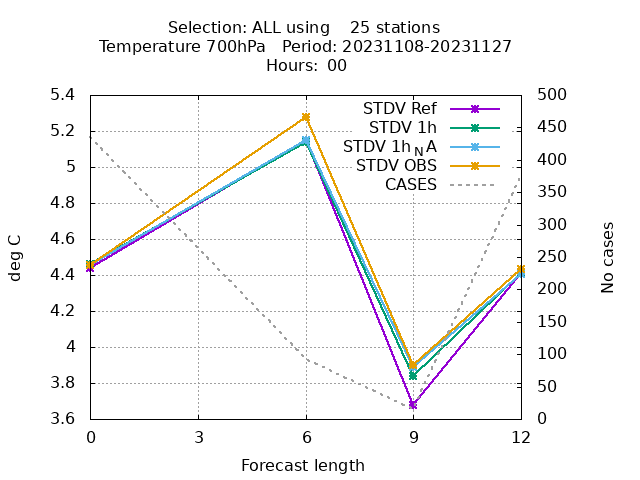 Selection: ALL using    25 stations
Temperature 700hPa   Period: 20231108-20231127
Hours:  00
STDV Ref
STDV 1h
STDV 1h_NA
STDV OBS
CASES
5.4
5.2
5
4.8
4.6
4.4
4.2
4
3.8
3.6
deg C
500
450
400
350
300
250
200
150
100
50
0
No cases
0 3 6 9 12
Forecast length